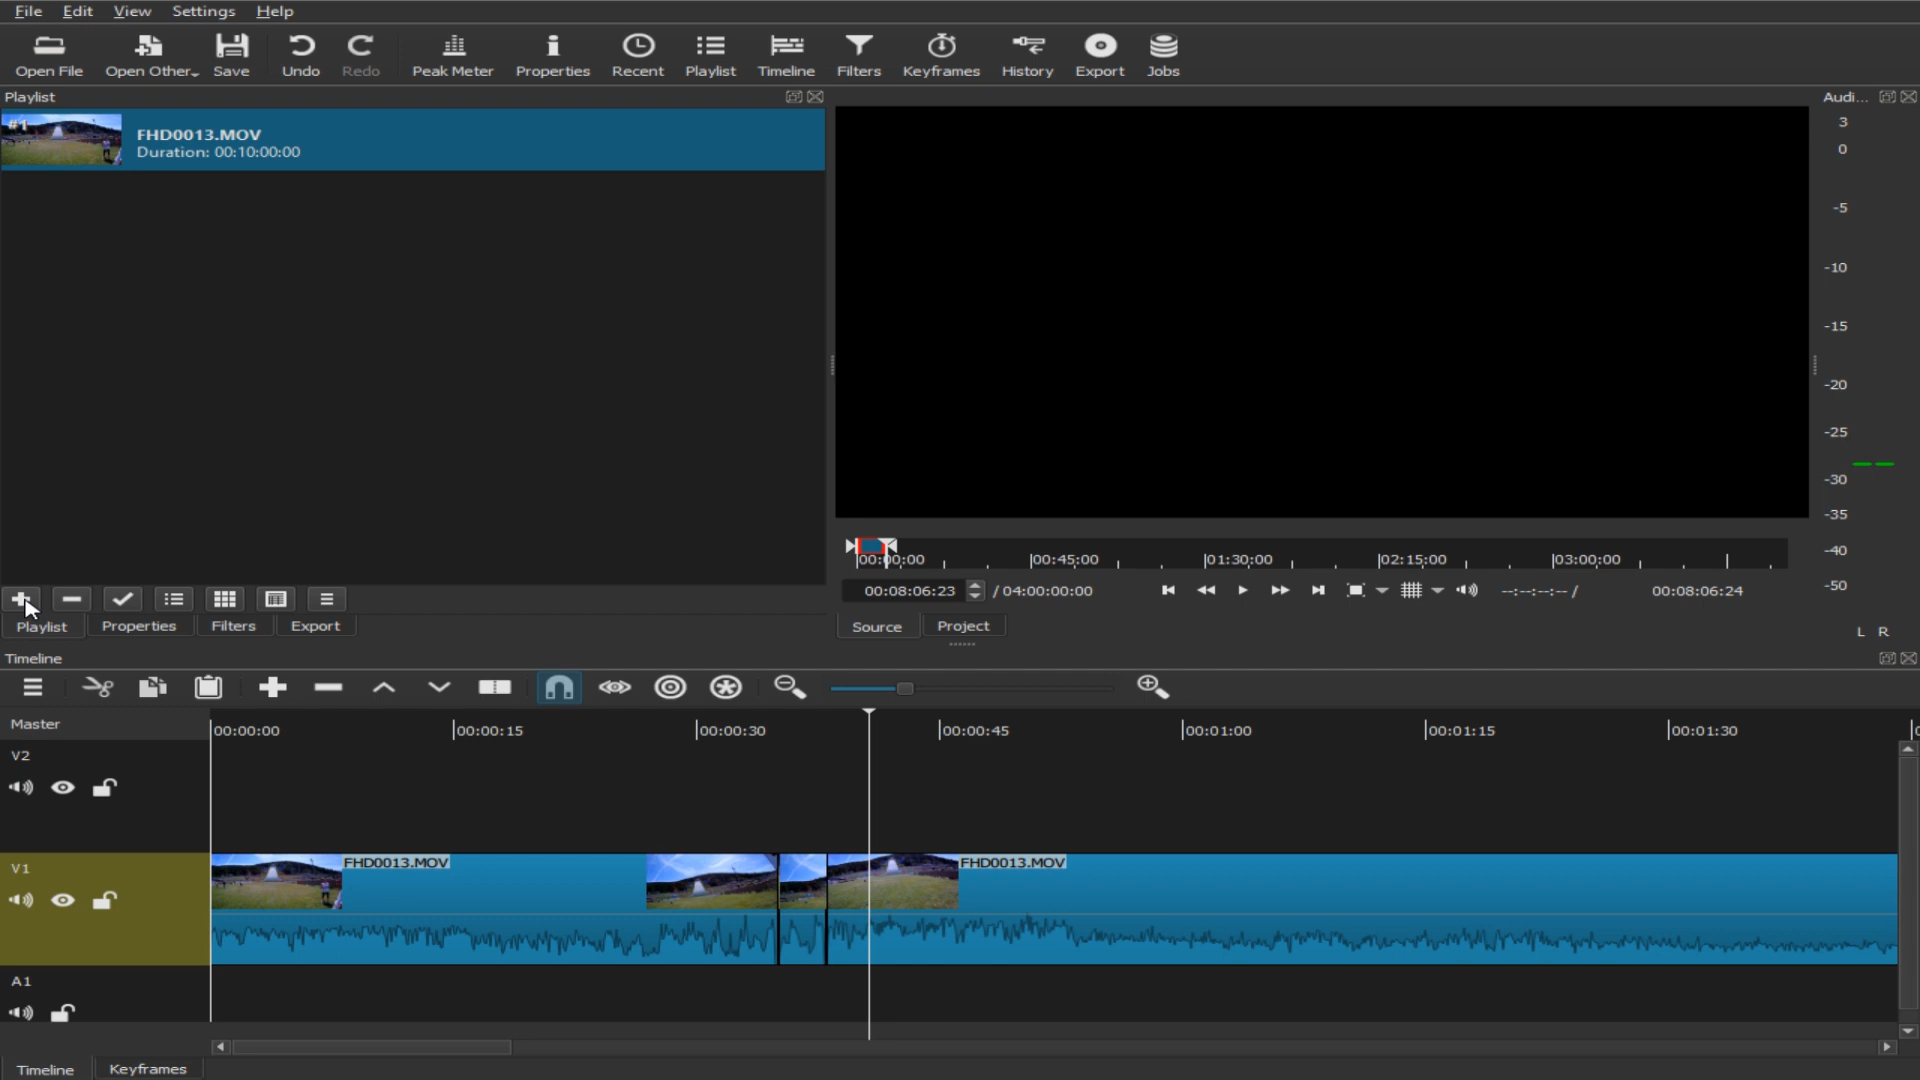 File Edit View Settings Help
Open File Open Other Save Undo Redo Peak Meter Properties Recent Playlist Timeline Filters Keyframes History Export Jobs
Playlist
Audi...
#1
FHD0013.MOV
Duration: 00:10:00:00
3
0
-5
-10
-15
-20
-25
-30
-35
-40
-50
L R
00:00:00 00:45:00 01:30:00 02:15:00 03:00:00
00:08:06:23 / 04:00:00:00 --:--:--:-- / 00:08:06:24
Playlist Properties Filters Export
Source Project
Timeline
Master
00:00:00 00:00:15 00:00:30 00:00:45 00:01:00 00:01:15 00:01:30
V2
V1
FHD0013.MOV FHD0013.MOV
A1
Timeline Keyframes